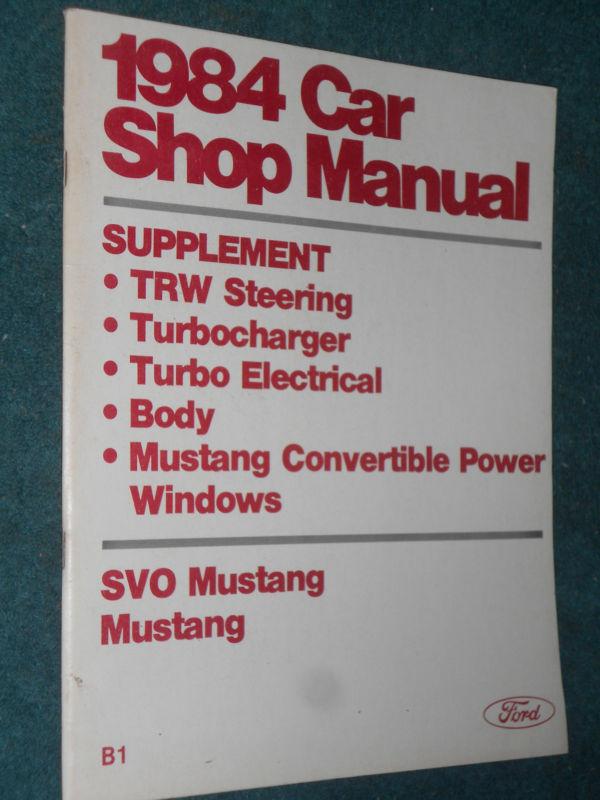 1984 Car
Shop Manual
SUPPLEMENT
• TRW Steering
• Turbocharger
• Turbo Electrical
• Body
• Mustang Convertible Power
Windows
SVO Mustang
Mustang
Ford
B1